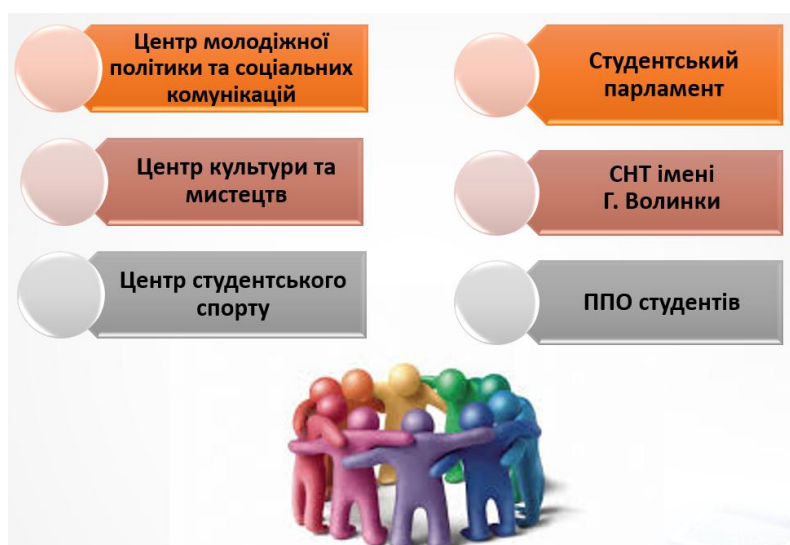 Центр молодіжної
політики та соціальних
комунікацій
Центр культури та
мистецтв
Центр студентського
спорту
Студентський
парламент
СНТ імені
Г. Волинки
ППО студентів